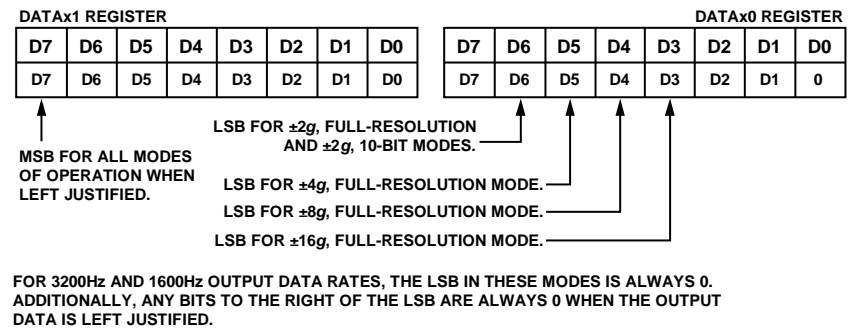 DATAx1 REGISTER DATAx0 REGISTER
D7 D6 D5 D4 D3 D2 D1 D0 D7 D6 D5 D4 D3 D2 D1 D0
D7 D6 D5 D4 D3 D2 D1 D0 D7 D6 D5 D4 D3 D2 D1 0
MSB FOR ALL MODES
OF OPERATION WHEN
LEFT JUSTIFIED.
LSB FOR ±2g, FULL-RESOLUTION
AND ±2g, 10-BIT MODES.
LSB FOR ±4g, FULL-RESOLUTION MODE.
LSB FOR ±8g, FULL-RESOLUTION MODE.
LSB FOR ±16g, FULL-RESOLUTION MODE.
FOR 3200Hz AND 1600Hz OUTPUT DATA RATES, THE LSB IN THESE MODES IS ALWAYS 0.
ADDITIONALLY, ANY BITS TO THE RIGHT OF THE LSB ARE ALWAYS 0 WHEN THE OUTPUT
DATA IS LEFT JUSTIFIED.